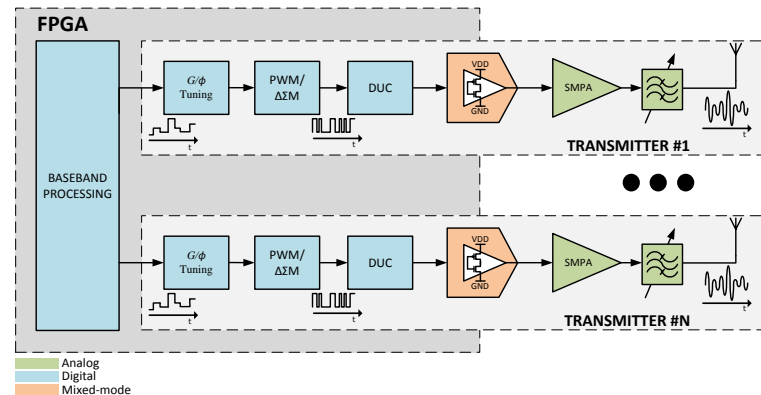 FPGA
BASEBAND
PROCESSING
G/ϕ
Tuning
PWM/
ΔΣM
DUC
VDD
GND
SMPA
t
t
t
TRANSMITTER #1
G/ϕ
Tuning
PWM/
ΔΣM
DUC
VDD
GND
SMPA
t
t
t
TRANSMITTER #N
Analog
Digital
Mixed-mode